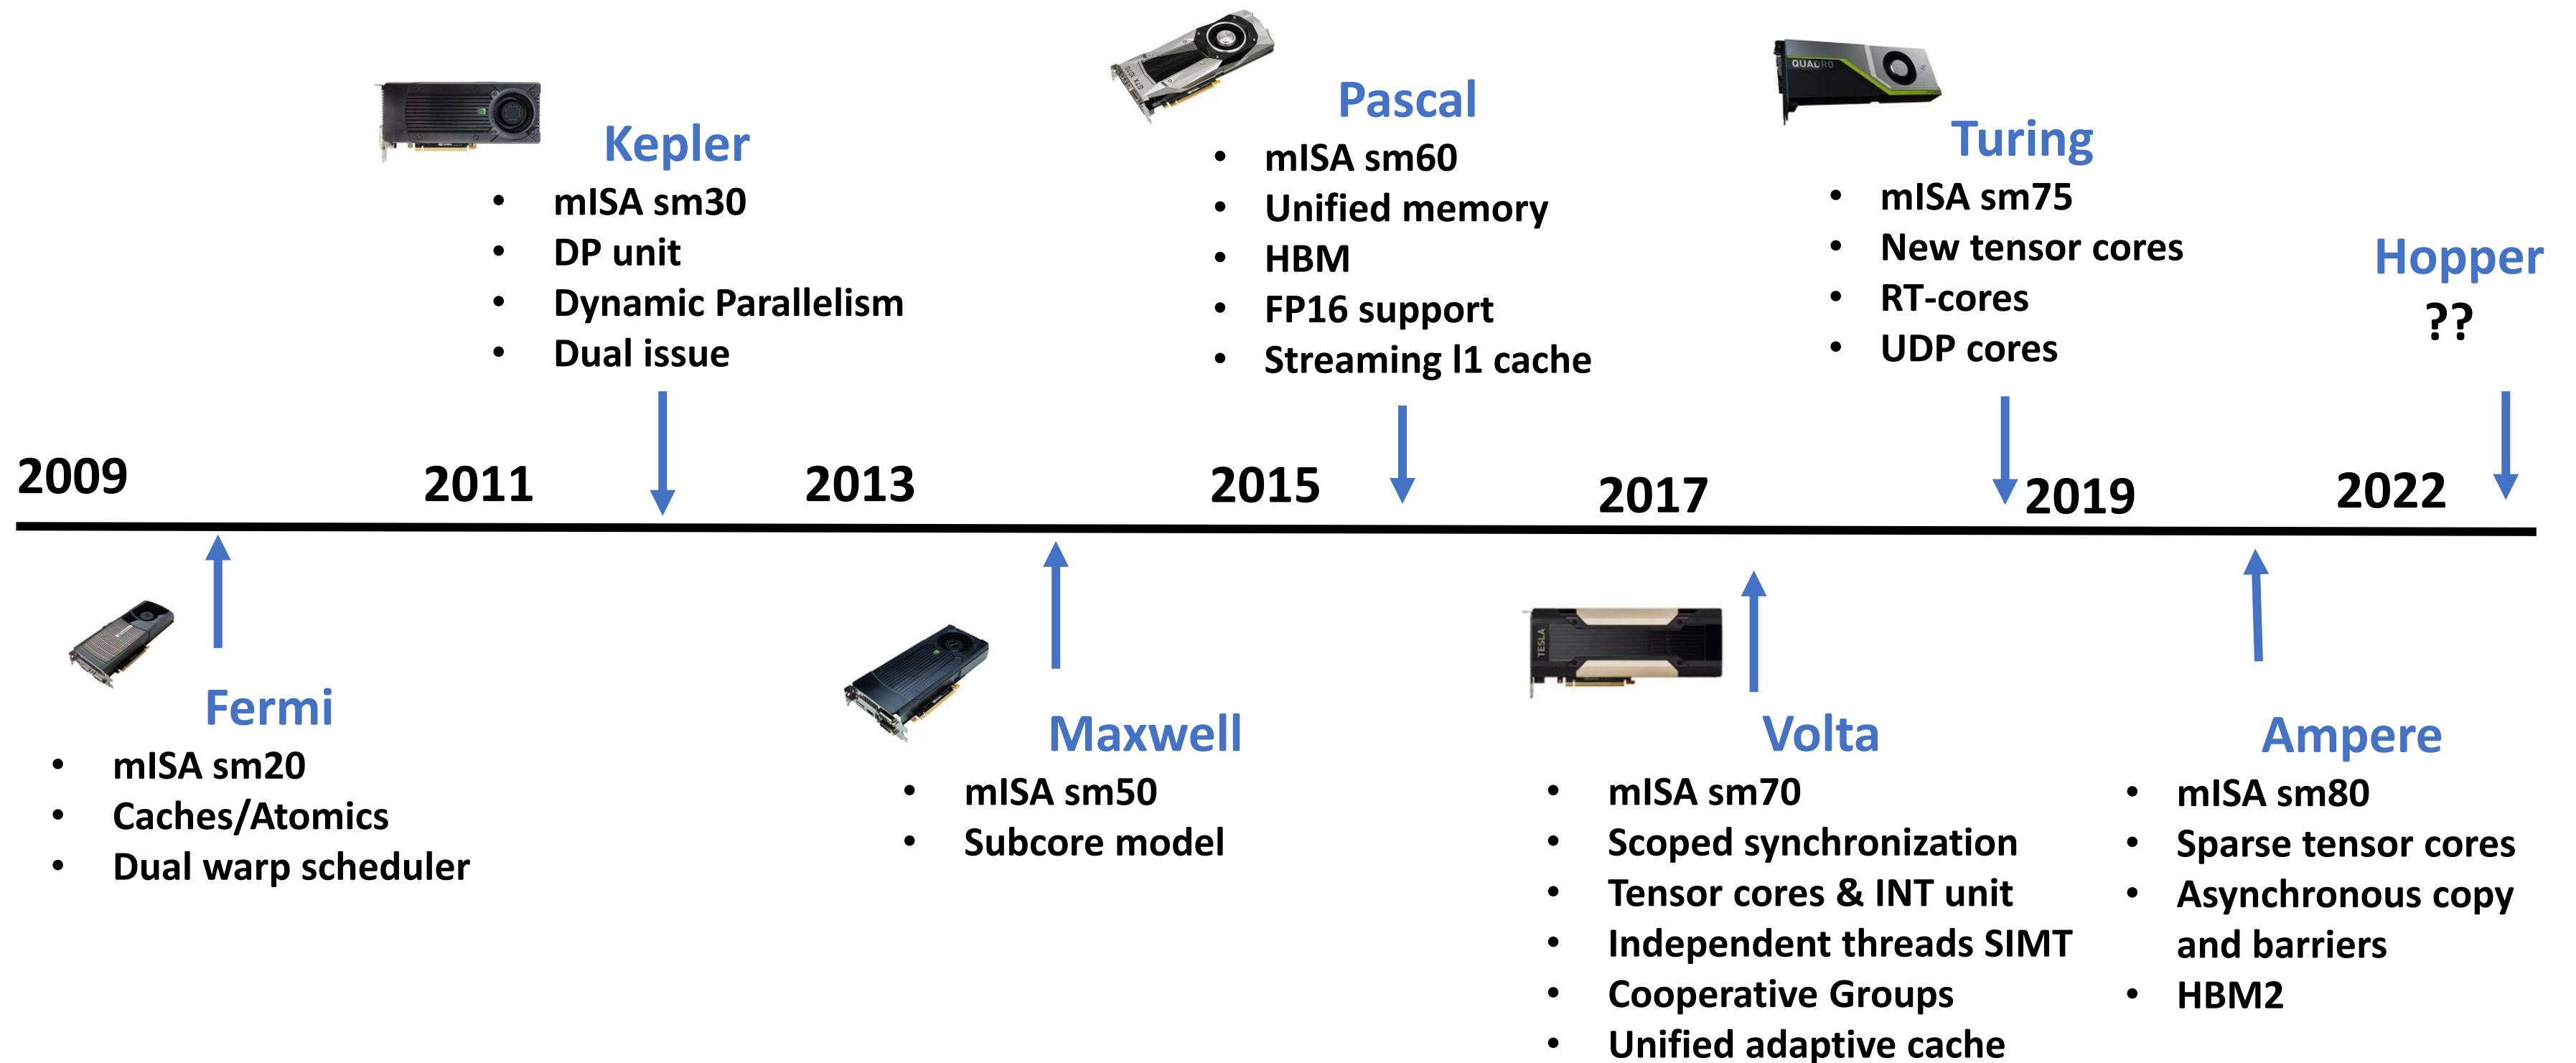 Kepler
• mISA sm30
• DP unit
• Dynamic Parallelism
• Dual issue
GTX 1070
Pascal
• mISA sm60
• Unified memory
• HBM
• FP16 support
• Streaming l1 cache
QUADRO
Turing
• mISA sm75
• New tensor cores
• RT-cores
• UDP cores
Hopper
??
2009
2011
2013
2015
2017
2019
2022
Fermi
• mISA sm20
• Caches/Atomics
• Dual warp scheduler
Maxwell
• mISA sm50
• Subcore model
TESLA
Volta
• mISA sm70
• Scoped synchronization
• Tensor cores & INT unit
• Independent threads SIMT
• Cooperative Groups
• Unified adaptive cache
Ampere
• mISA sm80
• Sparse tensor cores
• Asynchronous copy
and barriers
• HBM2